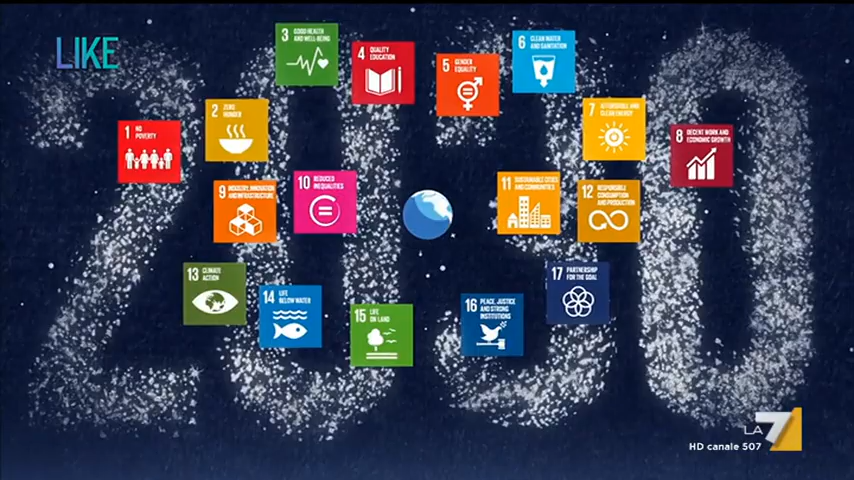 LIKE
2030
3 GOOD HEALTH
AND WELL-BEING
4 QUALITY
EDUCATION
5 GENDER
EQUALITY
6 CLEAN WATER
AND SANITATION
1 NO
POVERTY
2 ZERO
HUNGER
7 AFFORDABLE AND
CLEAN ENERGY
8 DECENT WORK AND
ECONOMIC GROWTH
9 INDUSTRY, INNOVATION
AND INFRASTRUCTURE
10 REDUCED
INEQUALITIES
11 SUSTAINABLE CITIES
AND COMMUNITIES
12 RESPONSIBLE
CONSUMPTION
AND PRODUCTION
13 CLIMATE
ACTION
14 LIFE
BELOW WATER
15 LIFE
ON LAND
16 PEACE, JUSTICE
AND STRONG
INSTITUTIONS
17 PARTNERSHIP
FOR THE GOAL
LA 7
HD canale 507